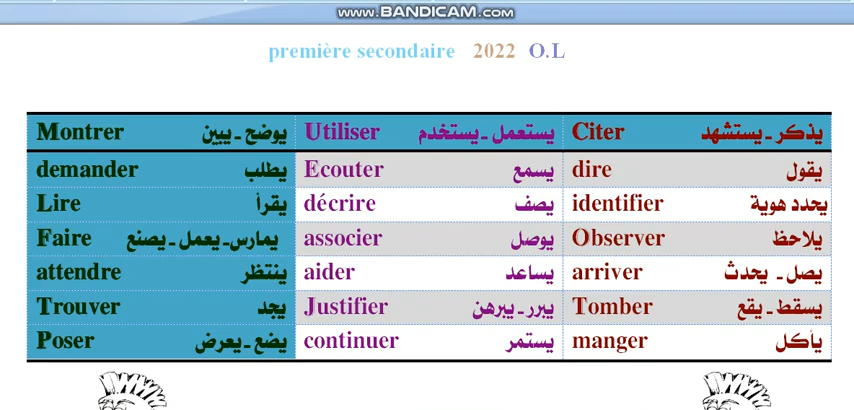 www.BANDICAM.com
première secondaire 2022 O.L
Montrer يوضح - يبين Utiliser يستعمل - يستخدم Citer يذكر - يستشهد
demander يطلب Ecouter يسمع dire يقول
Lire يقرأ décrire يصف identifier يحدد هوية
Faire يمارس - يعمل - يصنع associer يوصل Observer يلاحظ
attendre ينتظر aider يساعد arriver يصل - يحدث
Trouver يجد Justifier يبرر - يبرهن Tomber يسقط - يقع
Poser يضع - يعرض continuer يستمر manger يأكل